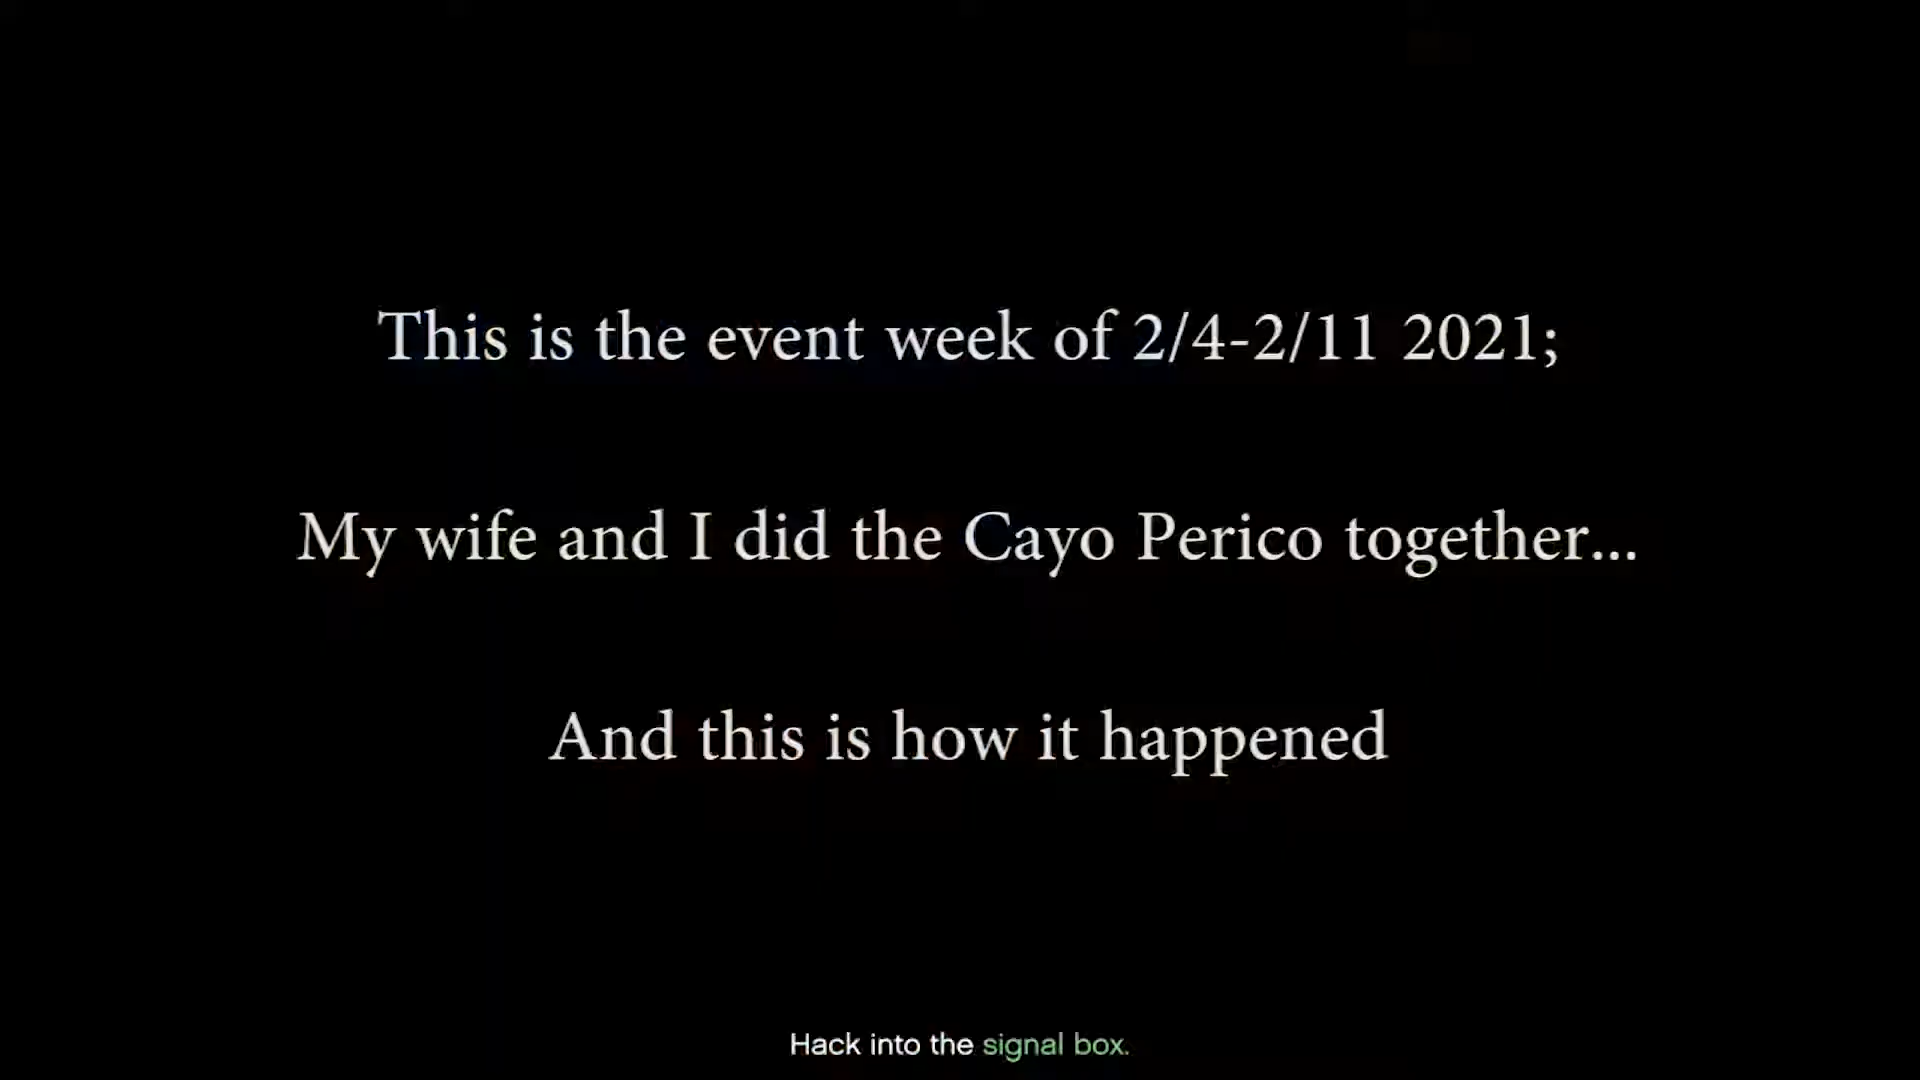 This is the event week of 2/4-2/11 2021;
My wife and I did the Cayo Perico together...
And this is how it happened
Hack into the signal box.